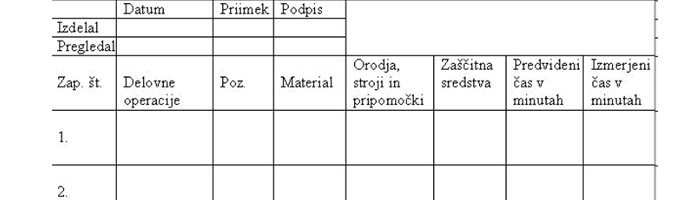 Datum Priimek Podpis
Izdelal
Pregledal
Zap. št. Delovne operacije Poz. Material Orodja, stroji in pripomočki Zaščitna sredstva Predvideni čas v minutah Izmerjeni čas v minutah
1.
2.